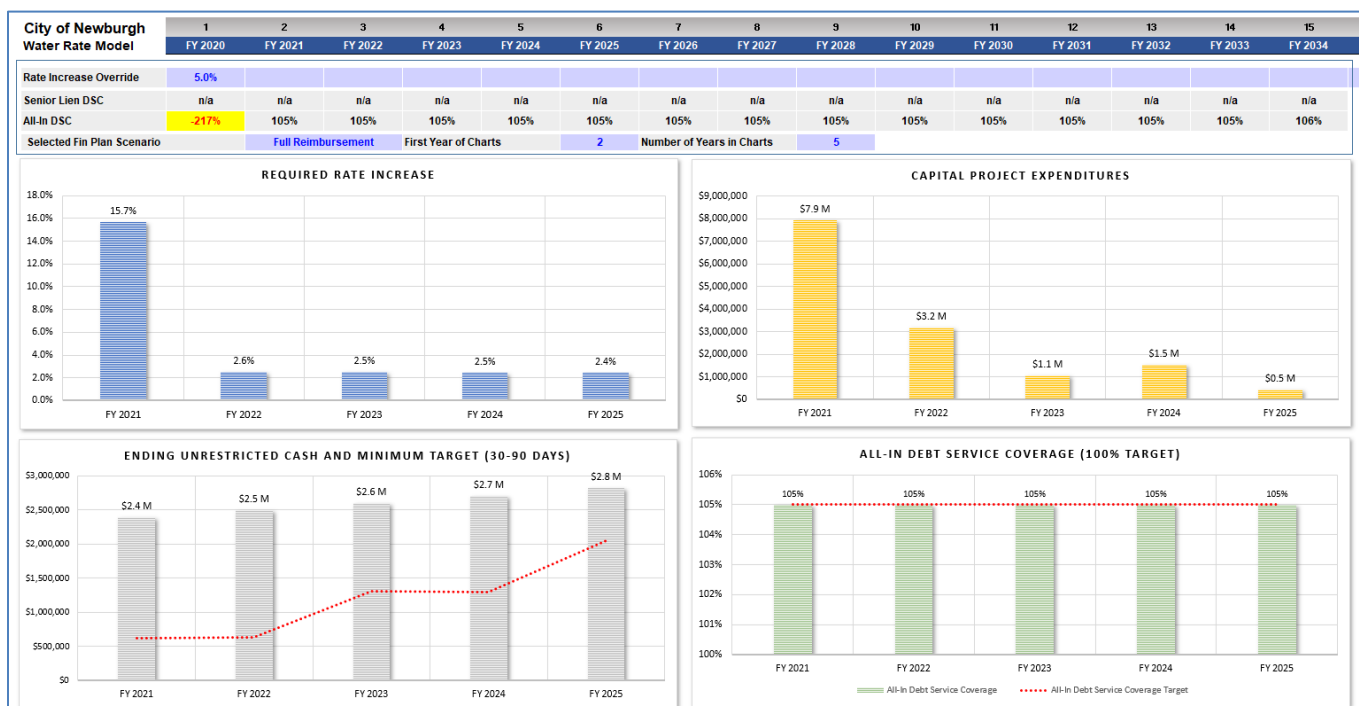 City of Newburgh 1 2 3 4 5 6 7 8 9 10 11 12 13 14 15
Water Rate Model FY 2020 FY 2021 FY 2022 FY 2023 FY 2024 FY 2025 FY 2026 FY 2027 FY 2028 FY 2029 FY 2030 FY 2031 FY 2032 FY 2033 FY 2034
Rate Increase Override 5.0%
Senior Lien DSC n/a n/a n/a n/a n/a n/a n/a n/a n/a n/a n/a n/a n/a n/a n/a
All-In DSC -217% 105% 105% 105% 105% 105% 105% 105% 105% 105% 105% 105% 105% 105% 106%
Selected Fin Plan Scenario Full Reimbursement First Year of Charts 2 Number of Years in Charts 5
REQUIRED RATE INCREASE
18.0%
16.0%
14.0%
12.0%
10.0%
8.0%
6.0%
4.0%
2.0%
0.0%
15.7%
2.6%
2.5%
2.5%
2.4%
FY 2021 FY 2022 FY 2023 FY 2024 FY 2025
CAPITAL PROJECT EXPENDITURES
$9,000,000
$8,000,000
$7,000,000
$6,000,000
$5,000,000
$4,000,000
$3,000,000
$2,000,000
$1,000,000
$0
$7.9 M
$3.2 M
$1.1 M
$1.5 M
$0.5 M
FY 2021 FY 2022 FY 2023 FY 2024 FY 2025
ENDING UNRESTRICTED CASH AND MINIMUM TARGET (30-90 DAYS)
$3,000,000
$2,500,000
$2,000,000
$1,500,000
$1,000,000
$500,000
$0
$2.4 M
$2.5 M
$2.6 M
$2.7 M
$2.8 M
FY 2021 FY 2022 FY 2023 FY 2024 FY 2025
ALL-IN DEBT SERVICE COVERAGE (100% TARGET)
106%
105%
105%
104%
104%
103%
103%
102%
102%
101%
101%
100%
100%
105% 105% 105% 105% 105%
FY 2021 FY 2022 FY 2023 FY 2024 FY 2025
All-In Debt Service Coverage All-In Debt Service Coverage Target